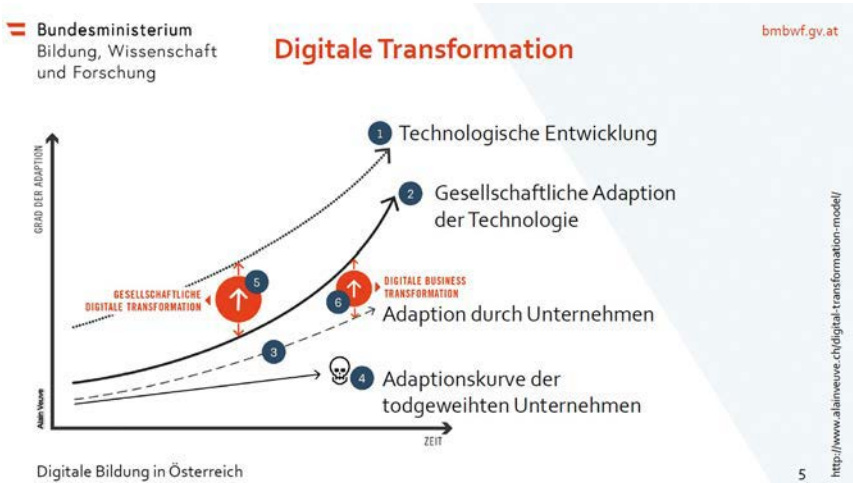 Bundesministerium
Bildung, Wissenschaft
und Forschung
Digitale Transformation
bmbwf.gv.at
GRAD DER ADAPTION
1 Technologische Entwicklung
2 Gesellschaftliche Adaption
der Technologie
5
GESELLSCHAFTLICHE
DIGITALE TRANSFORMATION
6
DIGITALE BUSINESS
TRANSFORMATION
Adaption durch Unternehmen
3
4 Adaptionskurve der
todgeweihten Unternehmen
Alain Veuve
ZEIT
http://www.alainveuve.ch/digital-transformation-model/
Digitale Bildung in Österreich
5